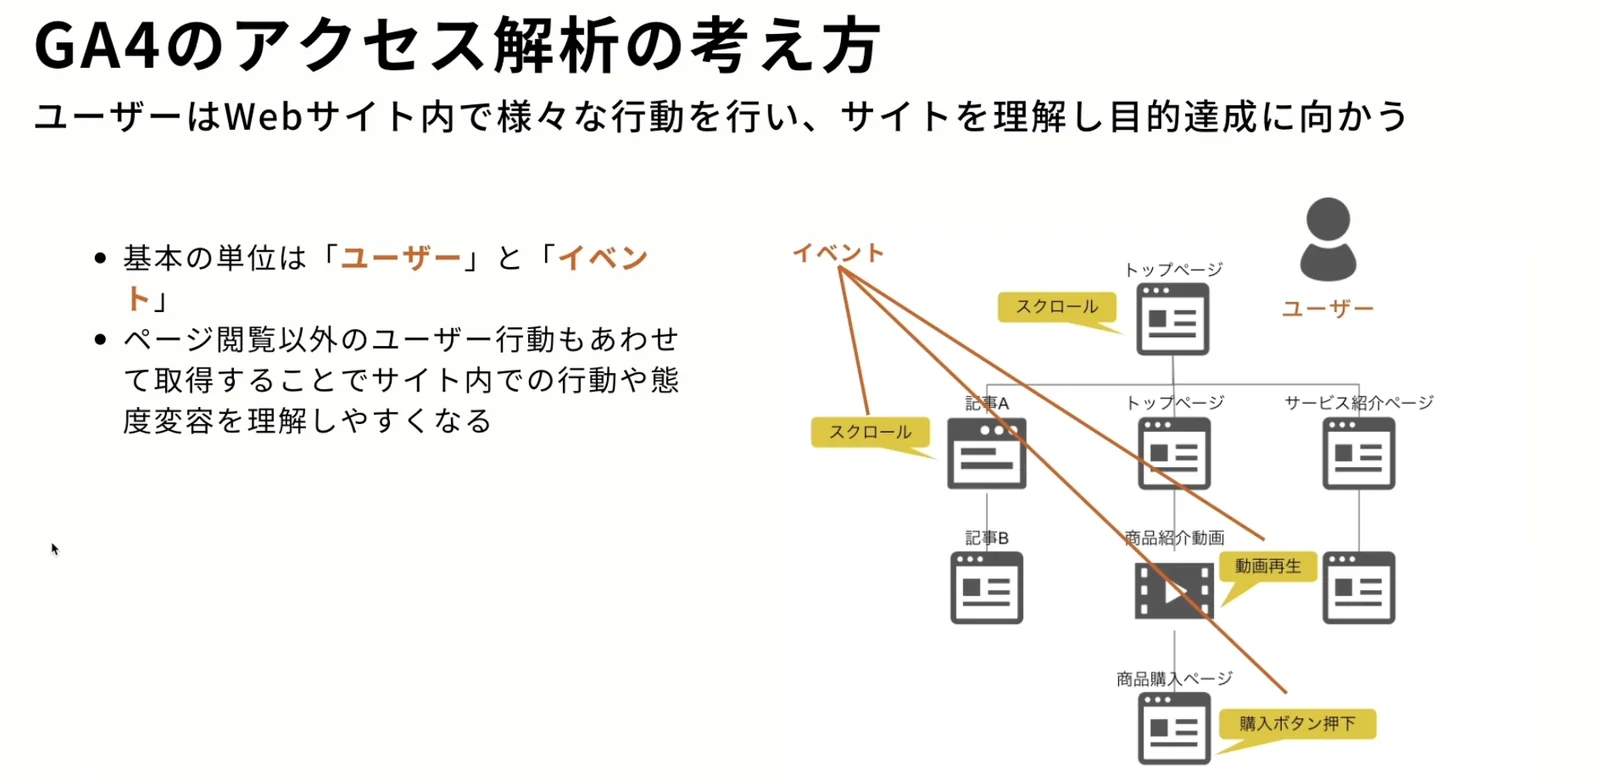 GA4のアクセス解析の考え方
ユーザーはWebサイト内で様々な行動を行い、サイトを理解し目的達成に向かう
基本の単位は「ユーザー」と「イベン
ト」
ページ閲覧以外のユーザー行動もあわせ
て取得することでサイト内での行動や態
度変容を理解しやすくなる
イベント
ユーザー
トップページ
スクロール
記事A
トップページ
サービス紹介ページ
スクロール
記事B
商品紹介動画
動画再生
商品購入ページ
購入ボタン押下